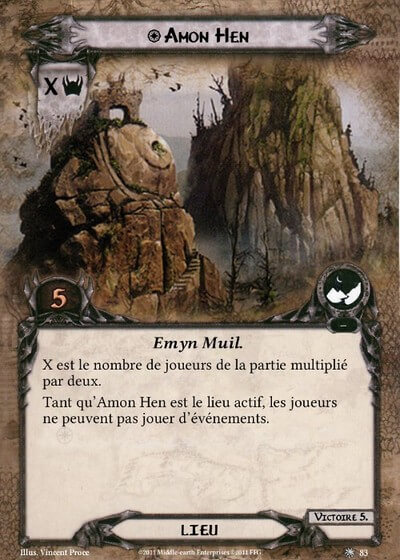 Amon Hen
X
5
Emyn Muil.
X est le nombre de joueurs de la partie multiplié
par deux.
Tant qu'Amon Hen est le lieu actif, les joueurs
ne peuvent pas jouer d'événements.
Victoire 5.
LIEU
Illus. Vincent Proce
©2011 Middle-earth Enterprises ©2011 FFG
83